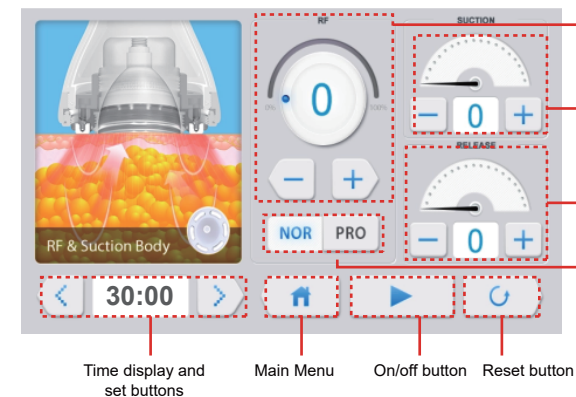 RF
SUCTION
0
0% 100%
0
RELEASE
0
NOR PRO
RF & Suction Body
30:00
Time display and
set buttons
Main Menu
On/off button
Reset button